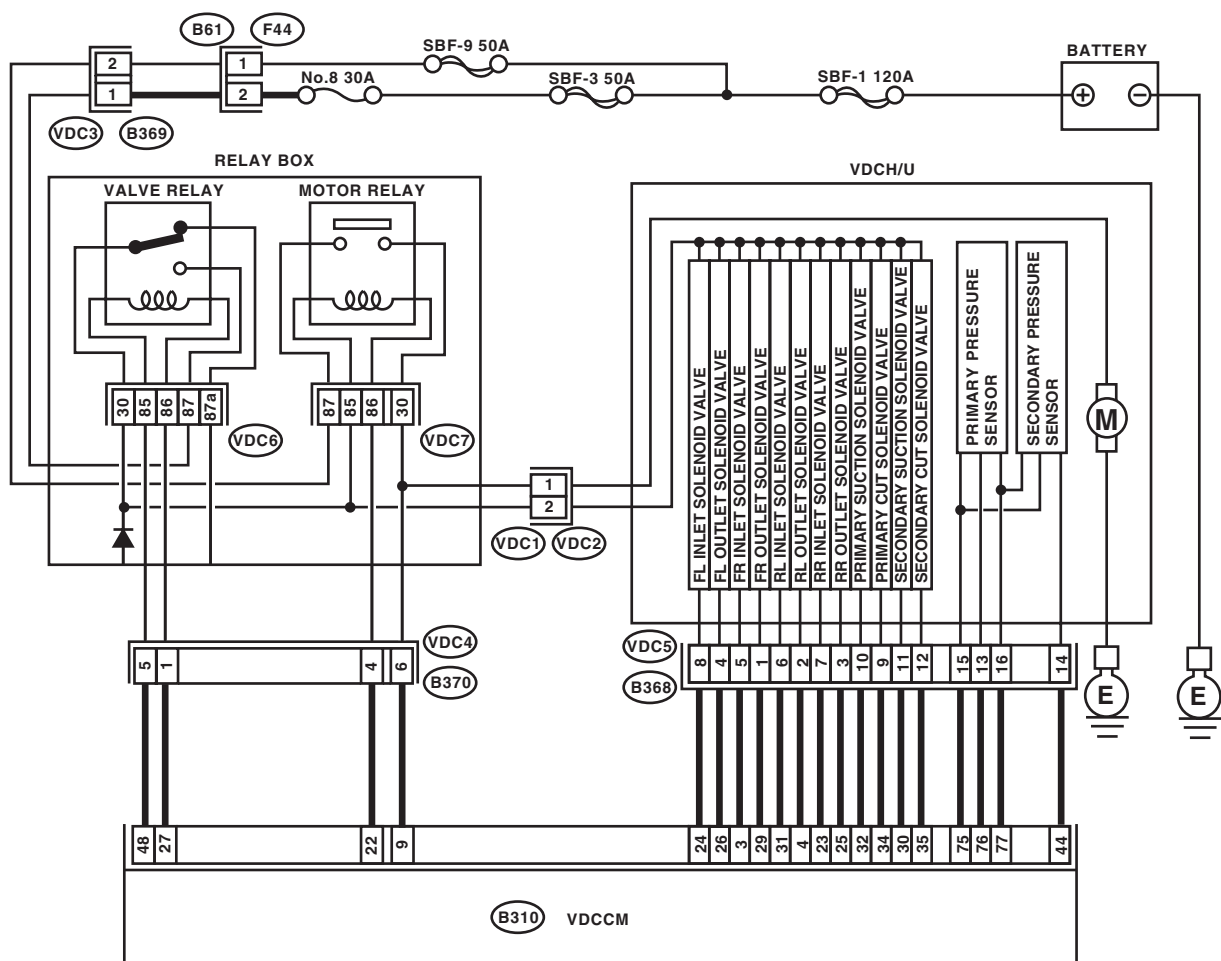 B61 F44
SBF-9 50A
BATTERY
2 1
No.8 30A SBF-3 50A SBF-1 120A
1 2
+ −
VDC3 B369
RELAY BOX
VDCH/U
VALVE RELAY MOTOR RELAY
FL INLET SOLENOID VALVE
FL OUTLET SOLENOID VALVE
FR INLET SOLENOID VALVE
FR OUTLET SOLENOID VALVE
RL INLET SOLENOID VALVE
RL OUTLET SOLENOID VALVE
RR INLET SOLENOID VALVE
RR OUTLET SOLENOID VALVE
PRIMARY SUCTION SOLENOID VALVE
PRIMARY CUT SOLENOID VALVE
SECONDARY SUCTION SOLENOID VALVE
SECONDARY CUT SOLENOID VALVE
PRIMARY PRESSURE
SENSOR
SECONDARY PRESSURE
SENSOR
M
30 85 86 87 87a
87 85 86 30
VDC6 VDC7
1
2
VDC1 VDC2
VDC4
5 1 4 6
B370
VDC5
8 4 5 1 6 2 7 3 10 9 11 12 15 13 16 14
B368
E E
48 27 22 9 24 26 3 29 31 4 23 25 32 34 30 35 75 76 77 44
B310 VDCCM